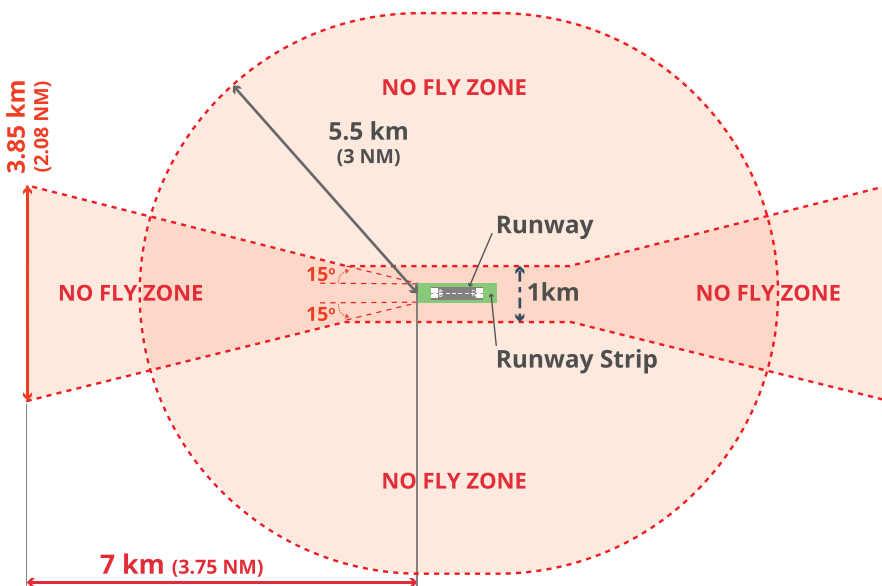 NO FLY ZONE
3.85 km
(2.08 NM)
5.5 km
(3 NM)
Runway
15º
NO FLY ZONE
1km
NO FLY ZONE
15º
Runway Strip
NO FLY ZONE
7 km (3.75 NM)